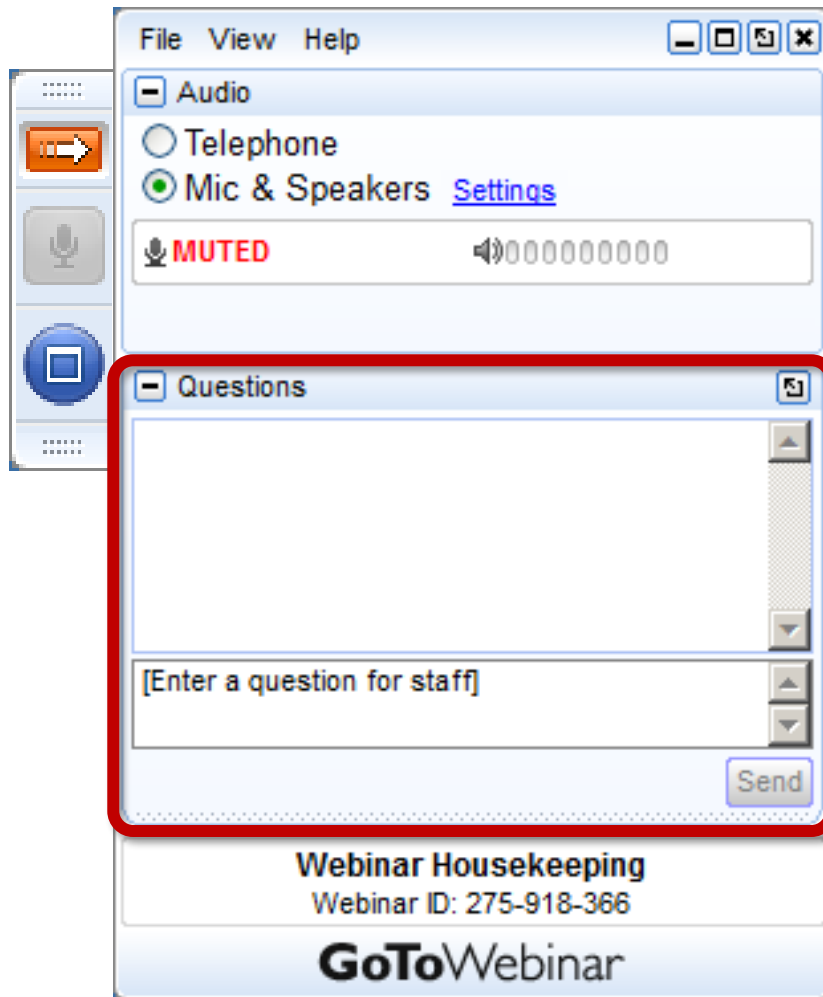 File View Help
Audio
Telephone
Mic & Speakers Settings
MUTED
Questions
[Enter a question for staff]
Send
Webinar Housekeeping
Webinar ID: 275-918-366
GoToWebinar